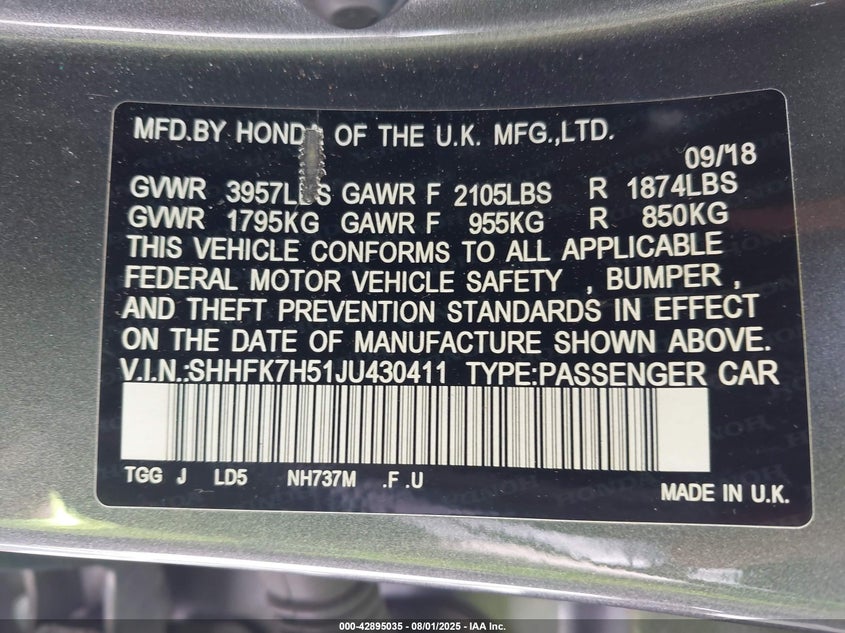 MFD.BY HONDA OF THE U.K. MFG.,LTD.
09/18
GVWR 3957LBS GAWR F 2105LBS R 1874LBS
GVWR 1795KG GAWR F 955KG R 850KG
THIS VEHICLE CONFORMS TO ALL APPLICABLE
FEDERAL MOTOR VEHICLE SAFETY , BUMPER ,
AND THEFT PREVENTION STANDARDS IN EFFECT
ON THE DATE OF MANUFACTURE SHOWN ABOVE.
V.I.N.:SHHFK7H51JU430411 TYPE:PASSENGER CAR
TGG J LD5 NH737M .F .U
MADE IN U.K.
000-42895035 - 08/01/2025 - IAA Inc.